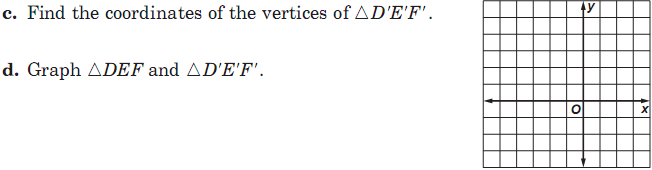 c. Find the coordinates of the vertices of △D'E'F'.
d. Graph △DEF and △D'E'F'.
y
O
x